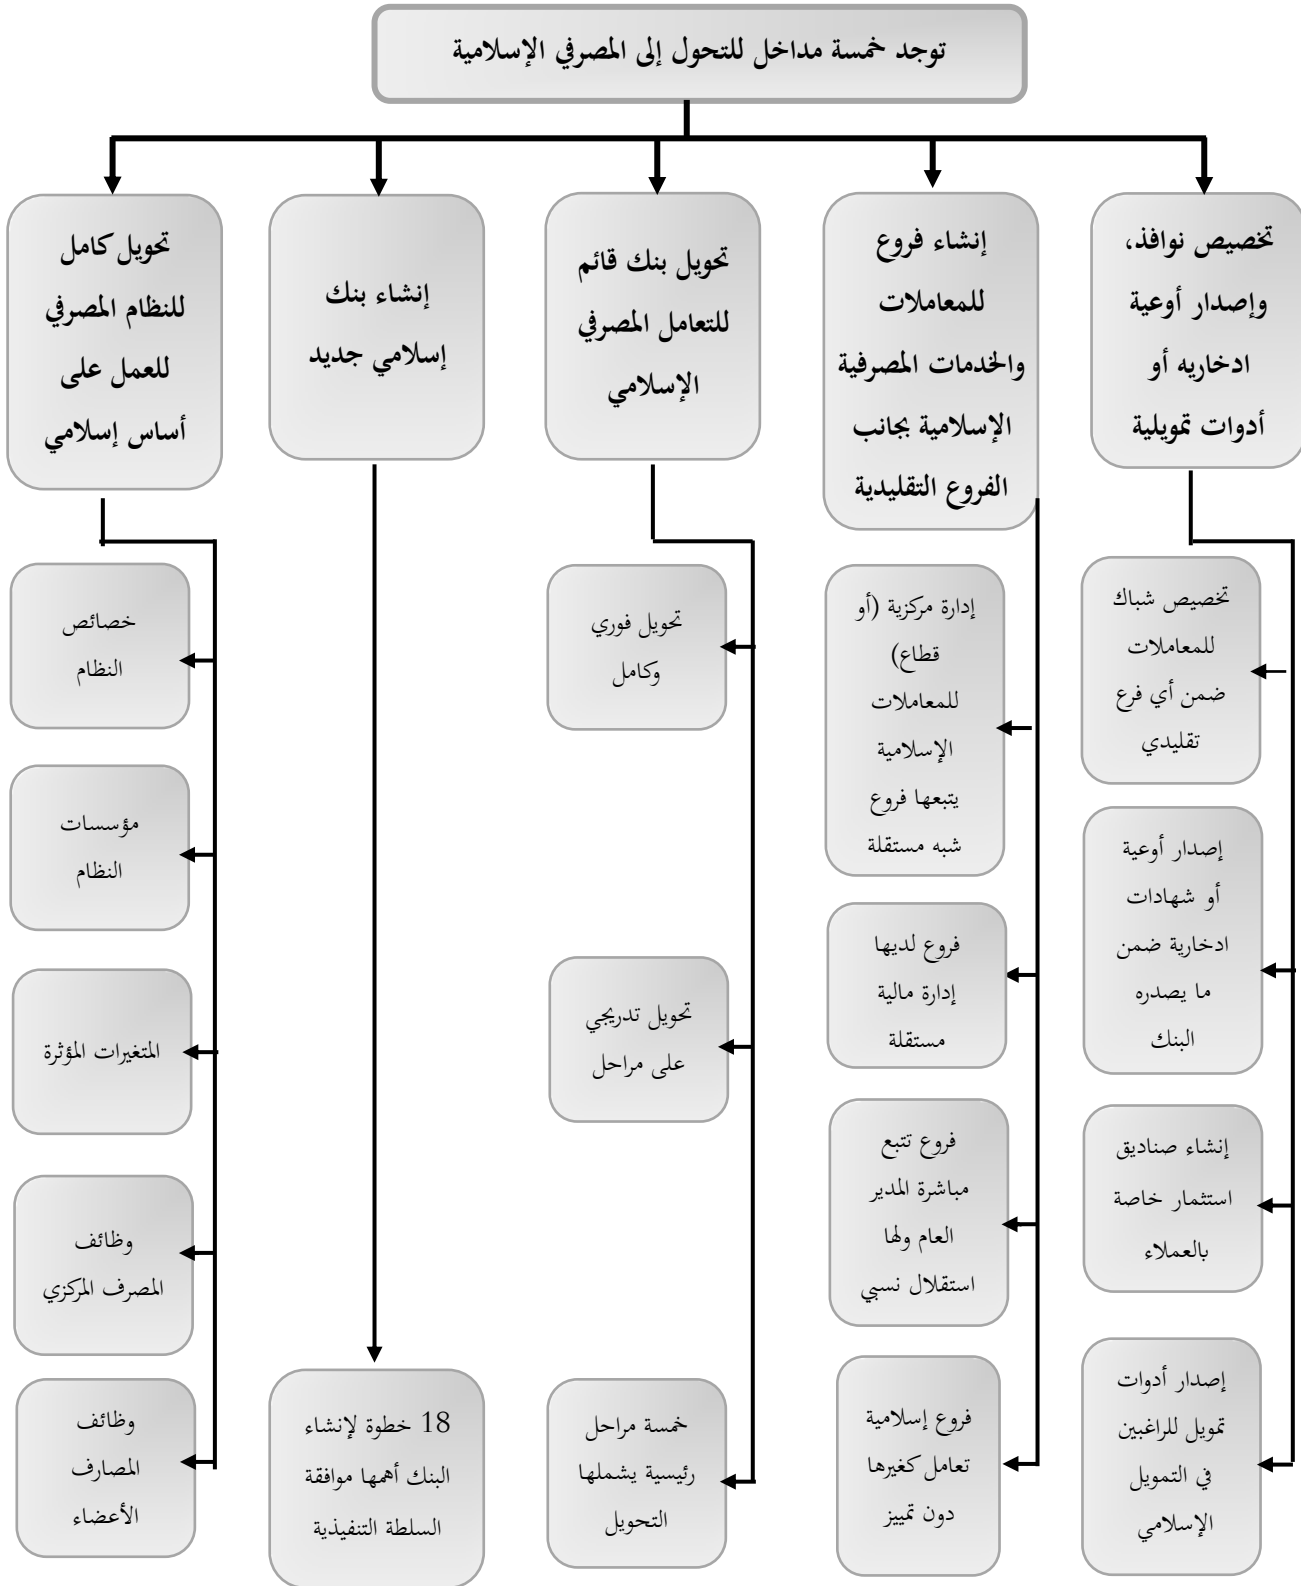 توجد خمسة مداخل للتحول إلى المصرفي الإسلامية
تخصيص نوافذ،
وإصدار أوعية
ادخاريه أو
أدوات تمويلية
تخصيص شباك
للمعاملات
ضمن أي فرع
تقليدي
إصدار أوعية
أو شهادات
ادخارية ضمن
ما يصدره
البنك
إنشاء صناديق
استثمار خاصة
بالعملاء
إصدار أدوات
تمويل للراغبين
في التمويل
الإسلامي
إنشاء فروع
للمعاملات
والخدمات المصرفية
الإسلامية بجانب
الفروع التقليدية
إدارة مركزية (أو
قطاع)
للمعاملات
الإسلامية
يتبعها فروع
شبه مستقلة
فروع لديها
إدارة مالية
مستقلة
فروع تتبع
مباشرة المدير
العام ولها
استقلال نسبي
فروع إسلامية
تعامل كغيرها
دون تمييز
تحويل بنك قائم
للتعامل المصرفي
الإسلامي
تحويل فوري
وكامل
تحويل تدريجي
على مراحل
خمسة مراحل
رئيسية يشملها
التحويل
إنشاء بنك
إسلامي جديد
18 خطوة لإنشاء
البنك أهمها موافقة
السلطة التنفيذية
تحويل كامل
للنظام المصرفي
للعمل على
أساس إسلامي
خصائص
النظام
مؤسسات
النظام
المتغيرات المؤثرة
وظائف
المصرف المركزي
وظائف
المصارف
الأعضاء